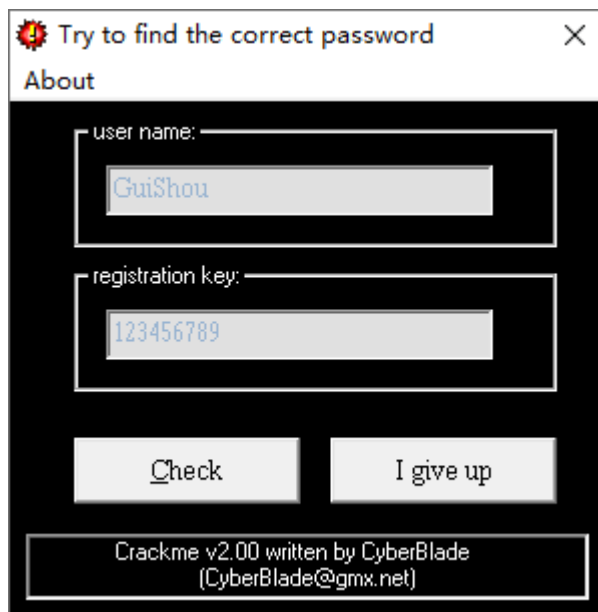 Try to find the correct password
About
user name:
GuiShou
registration key:
123456789
Check
I give up
Crackme v2.00 written by CyberBlade
(CyberBlade@gmx.net)